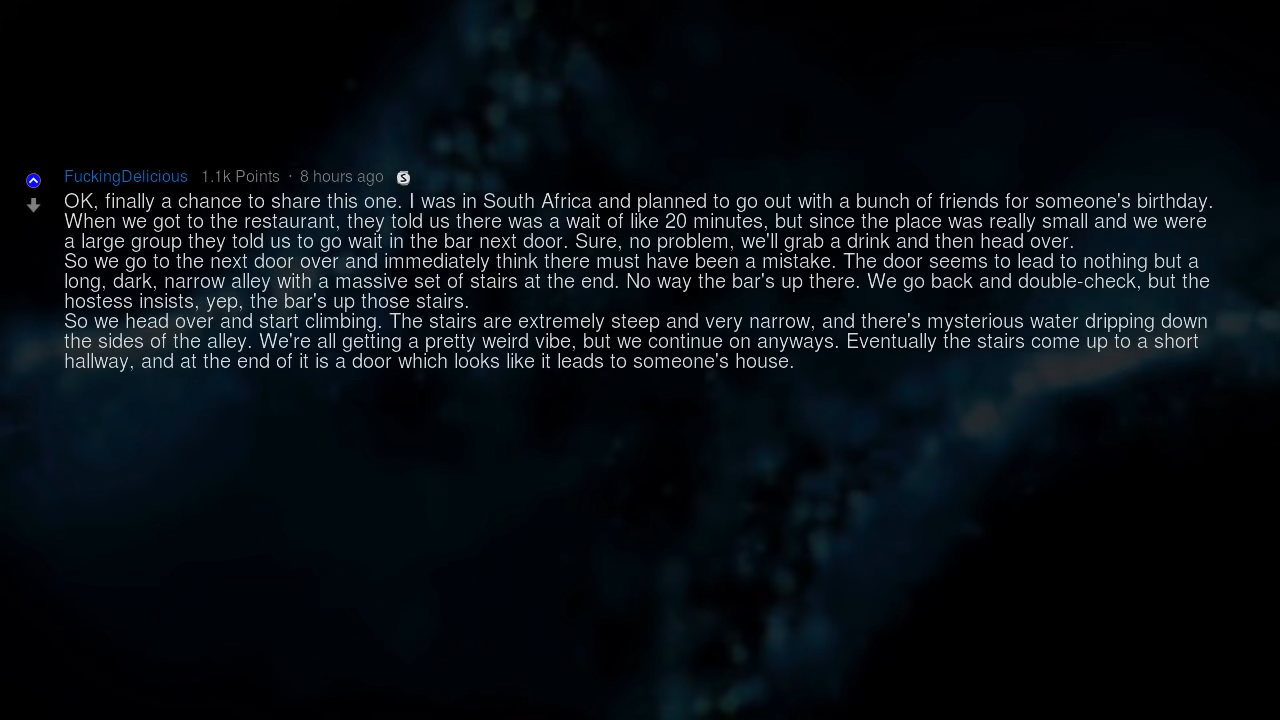 FuckingDelicious 1.1k Points · 8 hours ago S
OK, finally a chance to share this one. I was in South Africa and planned to go out with a bunch of friends for someone's birthday.
When we got to the restaurant, they told us there was a wait of like 20 minutes, but since the place was really small and we were
a large group they told us to go wait in the bar next door. Sure, no problem, we'll grab a drink and then head over.
So we go to the next door over and immediately think there must have been a mistake. The door seems to lead to nothing but a
long, dark, narrow alley with a massive set of stairs at the end. No way the bar's up there. We go back and double-check, but the
hostess insists, yep, the bar's up those stairs.
So we head over and start climbing. The stairs are extremely steep and very narrow, and there's mysterious water dripping down
the sides of the alley. We're all getting a pretty weird vibe, but we continue on anyways. Eventually the stairs come up to a short
hallway, and at the end of it is a door which looks like it leads to someone's house.